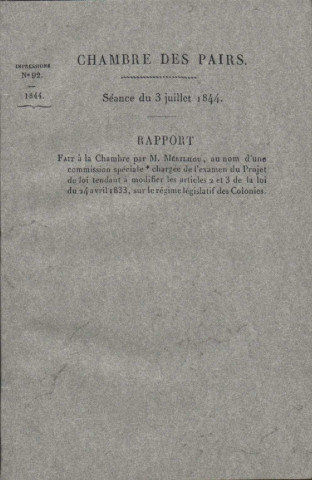 CHAMBRE DES PAIRS.
IMPRESSIONS
N° 92.
1844.
Séance du 3 juillet 1844.
RAPPORT
FAIT à la Chambre par M. MÉRILHOU, au nom d'une
commission spéciale * chargée de l'examen du Projet
de loi tendant à modifier les articles 2 et 3 de la loi
du 24 avril 1833, sur le régime législatif des Colonies.